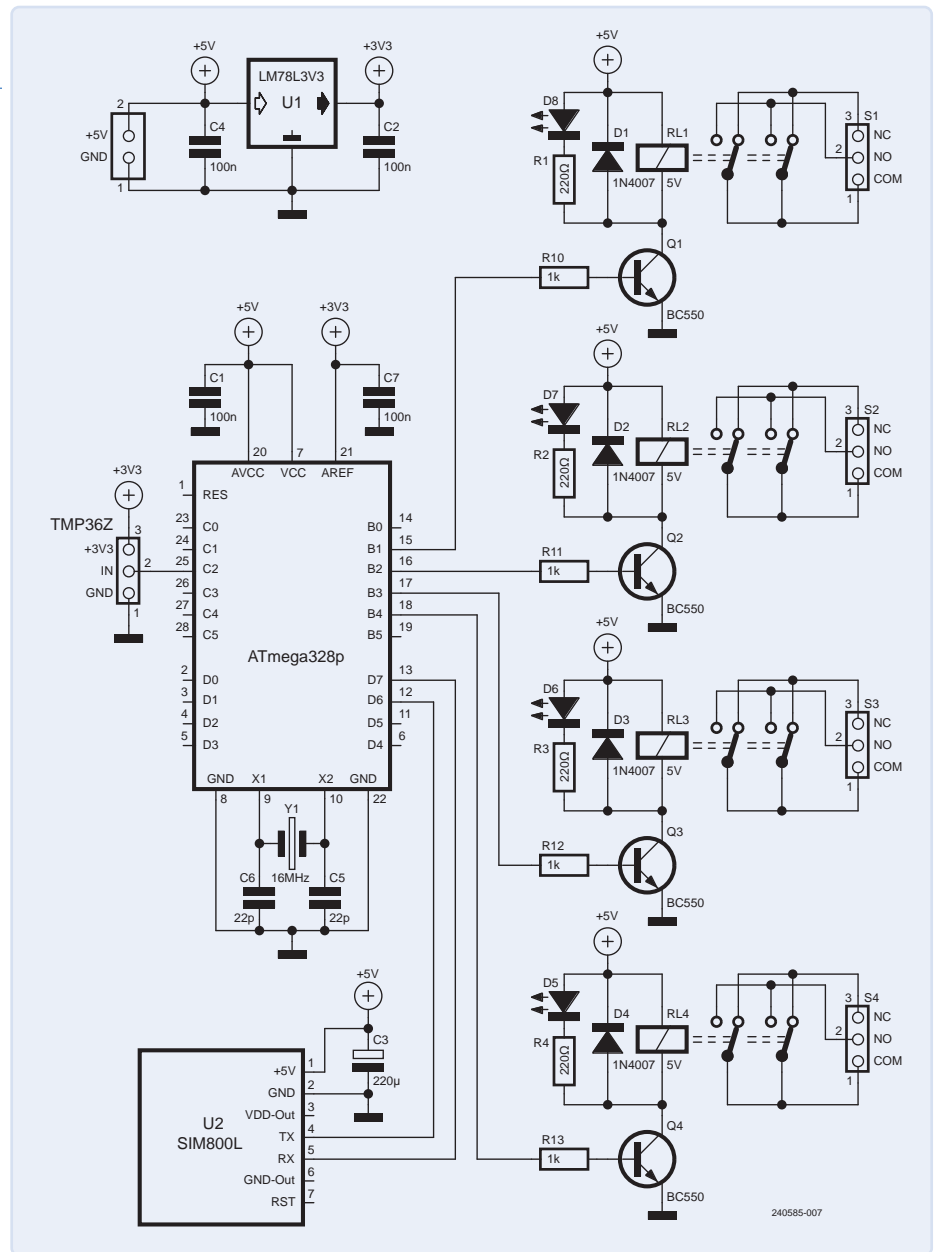 +5V
+3V3
LM78L3V3
U1
2
+5V
GND
1
C4
100n
C2
100n
+5V
D8
R1
220Ω
D1
1N4007
RL1
5V
3
S1
NC
2
NO
COM
1
Q1
R10
1k
BC550
+5V
+3V3
C1
100n
C7
100n
20
7
21
AVCC
VCC
AREF
+3V3
TMP36Z
3
+3V3
IN
2
GND
1
1
RES
23
C0
24
C1
25
C2
26
C3
27
C4
28
C5
B0
14
B1
15
B2
16
B3
17
B4
18
B5
19
ATmega328p
2
D0
3
D1
4
D2
5
D3
D7
13
D6
12
D5
11
D4
6
GND
X1
X2
GND
8
9
10
22
Y1
16MHz
C6
22p
C5
22p
+5V
D7
R2
220Ω
D2
1N4007
RL2
5V
3
S2
NC
2
NO
COM
1
Q2
R11
1k
BC550
+5V
D6
R3
220Ω
D3
1N4007
RL3
5V
3
S3
NC
2
NO
COM
1
Q3
R12
1k
BC550
+5V
D5
R4
220Ω
D4
1N4007
RL4
5V
3
S4
NC
2
NO
COM
1
Q4
R13
1k
BC550
+5V
C3
220µ
U2
SIM800L
+5V
1
GND
2
VDD-Out
3
TX
4
RX
5
GND-Out
6
RST
7
240585-007